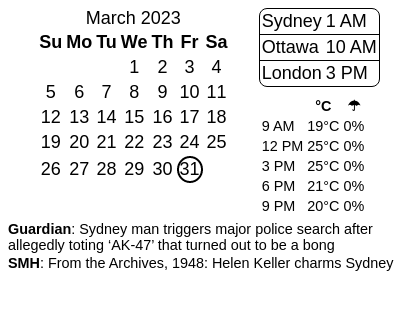 March 2023
Su Mo Tu We Th Fr Sa
1 2 3 4
5 6 7 8 9 10 11
12 13 14 15 16 17 18
19 20 21 22 23 24 25
26 27 28 29 30 31
Sydney 1 AM
Ottawa 10 AM
London 3 PM
°C ☂
9 AM 19°C 0%
12 PM 25°C 0%
3 PM 25°C 0%
6 PM 21°C 0%
9 PM 20°C 0%
Guardian: Sydney man triggers major police search after
allegedly toting ‘AK-47’ that turned out to be a bong
SMH: From the Archives, 1948: Helen Keller charms Sydney